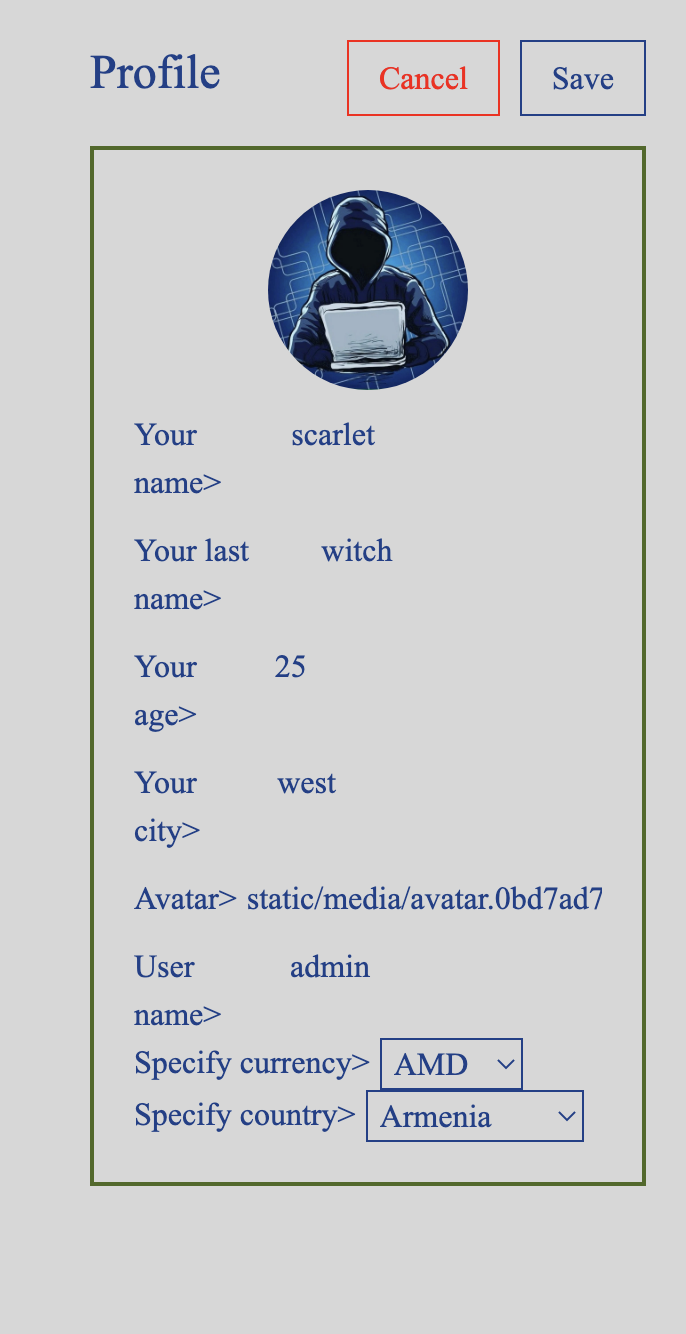 Profile
Cancel
Save
Your name>
scarlet
Your last name>
witch
Your age>
25
Your city>
west
Avatar> static/media/avatar.0bd7ad7
User name>
admin
Specify currency> AMD
Specify country> Armenia